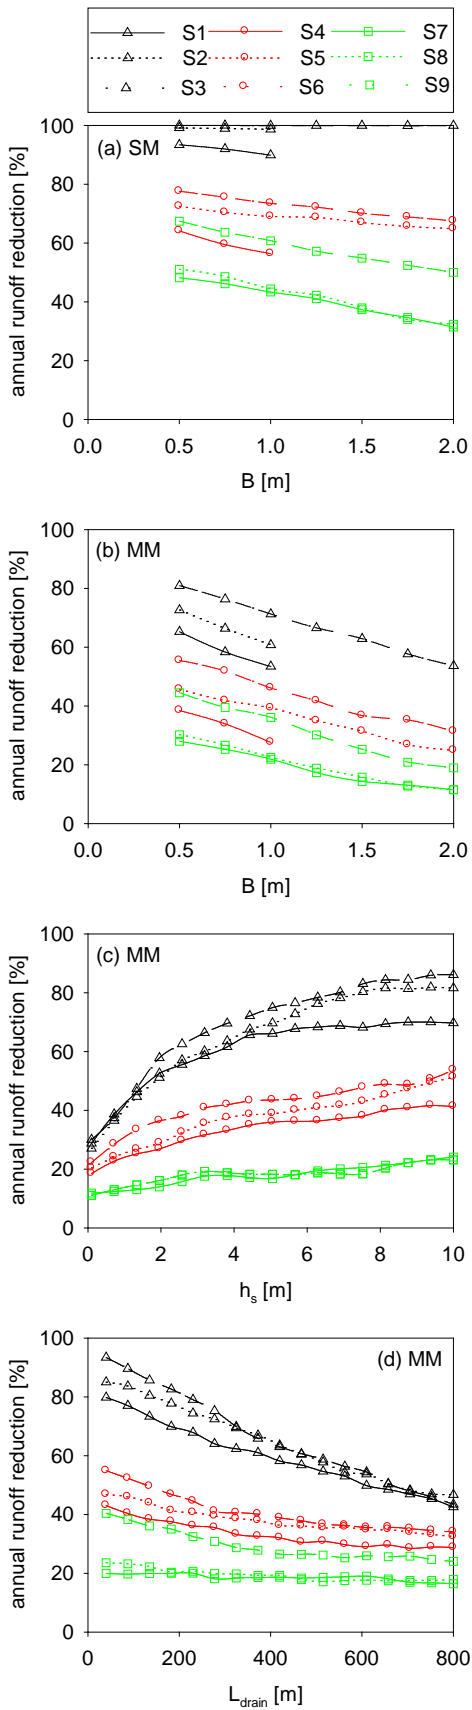 S1 S4 S7
S2 S5 S8
S3 S6 S9
annual runoff reduction [%]
(a) SM
100
80
60
40
20
0
0.0 0.5 1.0 1.5 2.0
B [m]
annual runoff reduction [%]
(b) MM
100
80
60
40
20
0
0.0 0.5 1.0 1.5 2.0
B [m]
annual runoff reduction [%]
(c) MM
100
80
60
40
20
0
0 2 4 6 8 10
hs [m]
annual runoff reduction [%]
(d) MM
100
80
60
40
20
0
0 200 400 600 800
Ldrain [m]